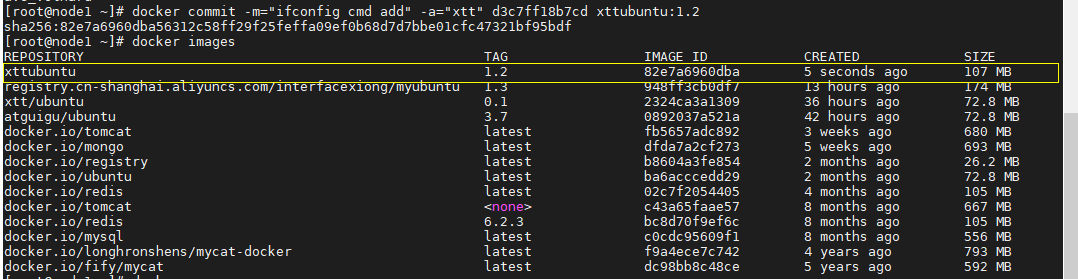 [root@node1 ~]# docker commit -m="ifconfig cmd add" -a="xtt" d3c7ff18b7cd xttubuntu:1.2
sha256:82e7a6960dba56312c58ff29f25feffa09ef0b68d7d7bbe01cfc47321bf95bdf
[root@node1 ~]# docker images
REPOSITORY TAG IMAGE ID CREATED SIZE
xttubuntu 1.2 82e7a6960dba 5 seconds ago 107 MB
registry.cn-shanghai.aliyuncs.com/interfacexiong/myubuntu 1.3 948ff3cb0df7 13 hours ago 174 MB
xtt/ubuntu 0.1 2324ca3a1309 36 hours ago 72.8 MB
atguigu/ubuntu 3.7 0892037a521a 42 hours ago 72.8 MB
docker.io/tomcat latest fb5657adc892 3 weeks ago 680 MB
docker.io/mongo latest dfda7a2cf273 5 weeks ago 693 MB
docker.io/registry latest b8604a3fe854 2 months ago 26.2 MB
docker.io/ubuntu latest ba6acccedd29 2 months ago 72.8 MB
docker.io/redis latest 02c7f2054405 4 months ago 105 MB
docker.io/tomcat <none> c43a65faae57 8 months ago 667 MB
docker.io/redis 6.2.3 bc8d70f9ef6c 8 months ago 105 MB
docker.io/mysql latest c0cdc95609f1 8 months ago 556 MB
docker.io/longhronshens/mycat-docker latest f9a4ece7c742 4 years ago 793 MB
docker.io/fify/mycat latest dc98bb8c48ce 5 years ago 592 MB